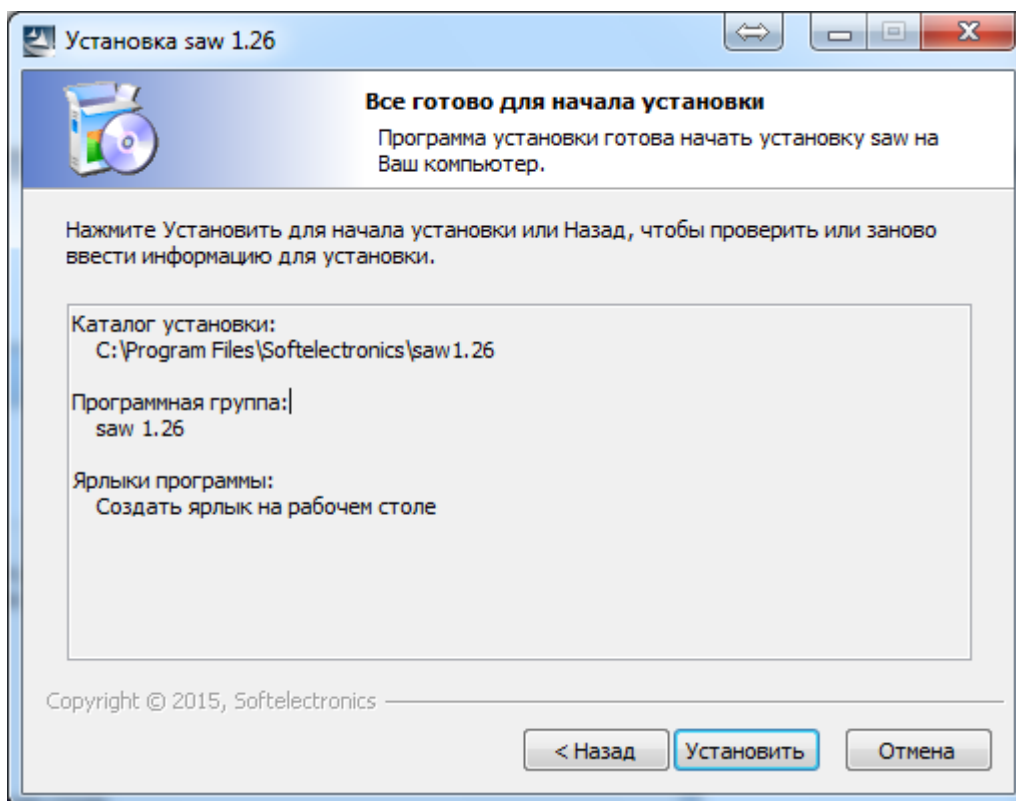 Установка saw 1.26
Все готово для начала установки
Программа установки готова начать установку saw на
Ваш компьютер.
Нажмите Установить для начала установки или Назад, чтобы проверить или заново
ввести информацию для установки.
Каталог установки:
C:\Program Files\Softelectronics\saw1.26
Программная группа:
saw 1.26
Ярлыки программы:
Создать ярлык на рабочем столе
Copyright © 2015, Softelectronics
< Назад
Установить
Отмена